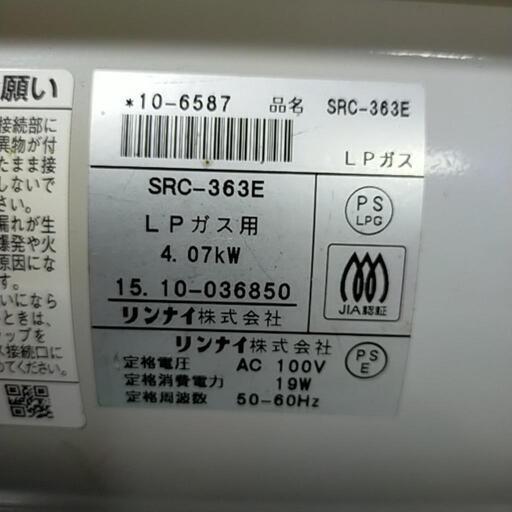 願い
接続部に
異物が付
たまま接
しないで
さい。
漏れが生
爆発や火
原因にな
す。
いになら
ときは、
ャップを
ス接続口に
めてください。
*10-6587 品名 SRC-363E
LPガス
SRC-363E
LPガス用
4.07kW
15.10-036850
リンナイ株式会社
PS
LPG
JIA認証
リンナイ株式会社
定格電圧 AC 100V
定格消費電力 19W
定格周波数 50-60Hz
PS
E